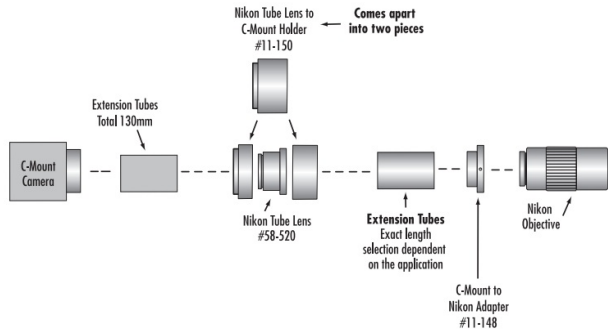 Nikon Tube Lens to
C-Mount Holder
#11-150
Comes apart
into two pieces
Extension Tubes
Total 130mm
C-Mount
Camera
Nikon Tube Lens
#58-520
Extension Tubes
Exact length
selection dependent
on the application
Nikon
Objective
C-Mount to
Nikon Adapter
#11-148